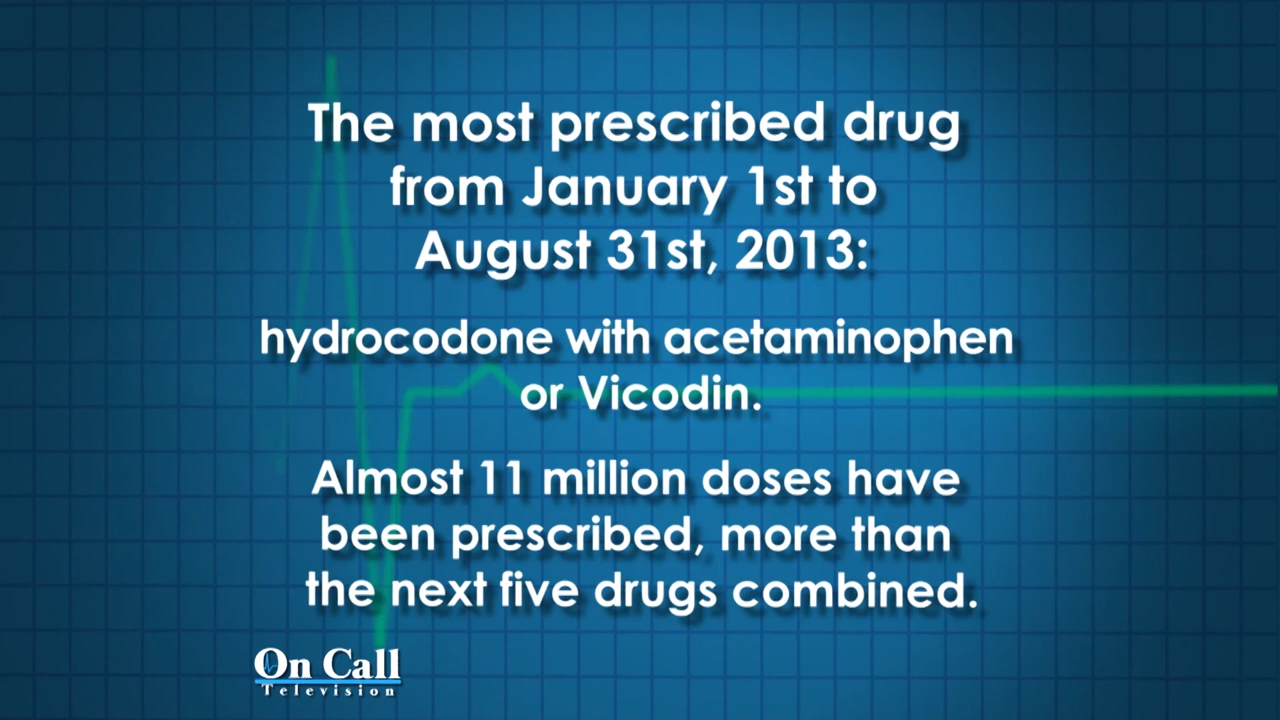 The most prescribed drug
from January 1st to
August 31st, 2013:
hydrocodone with acetaminophen
or Vicodin.
Almost 11 million doses have
been prescribed, more than
the next five drugs combined.
On Call
Television